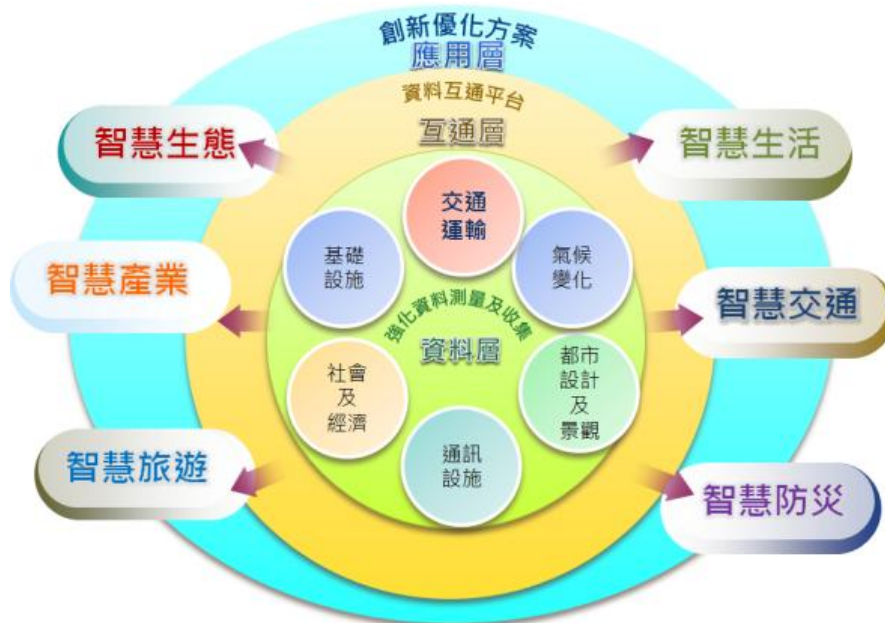 創新優化方案
應用層
資料互通平台
互通層
智慧生態
智慧生活
交通
運輸
基礎
設施
氣候
變化
智慧產業
智慧交通
強化資料測量及收集
資料層
社會
及
經濟
都市
設計
及
景觀
通訊
設施
智慧旅遊
智慧防災